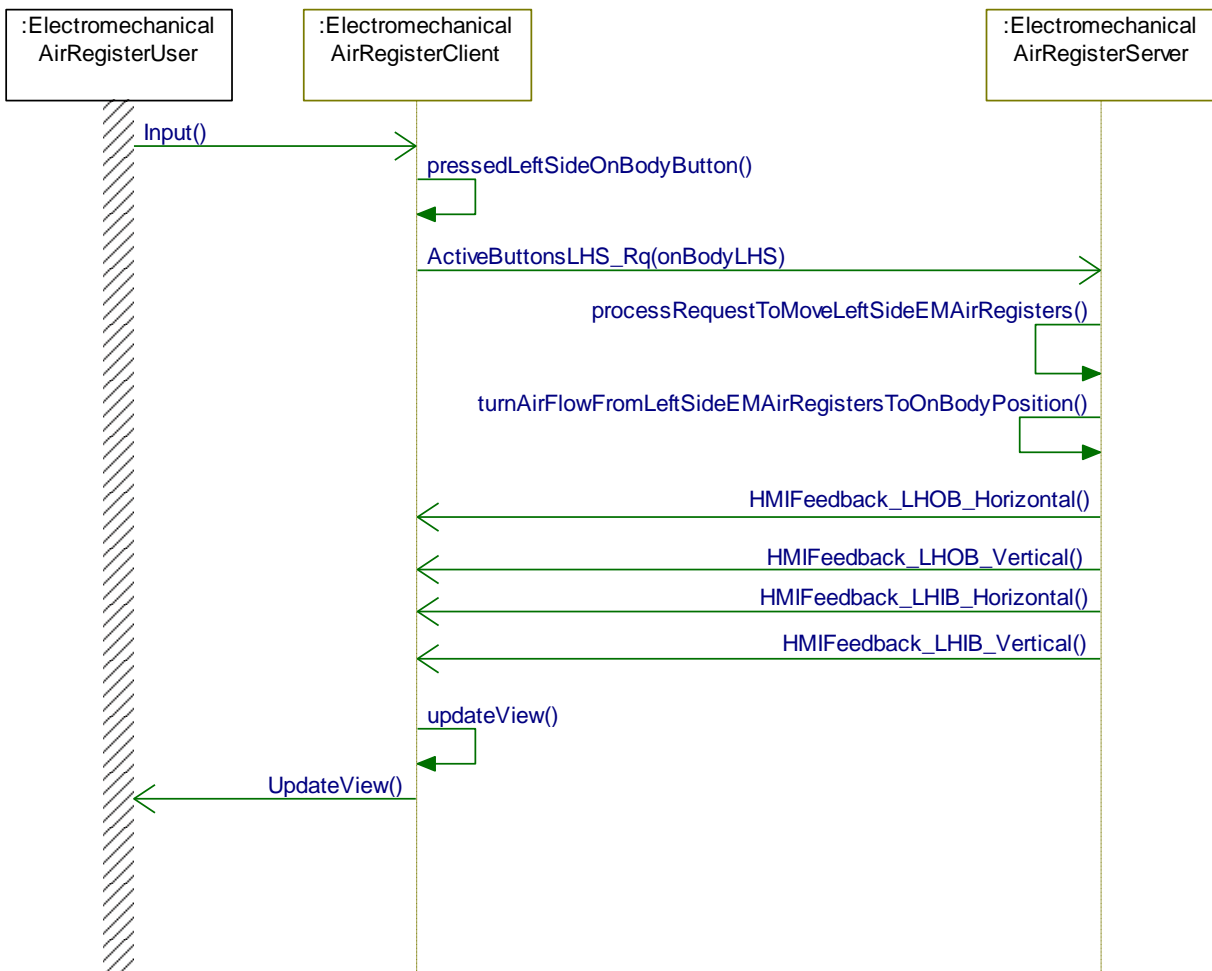 :Electromechanical
AirRegisterUser
:Electromechanical
AirRegisterClient
:Electromechanical
AirRegisterServer
Input()
pressedLeftSideOnBodyButton()
ActiveButtonsLHS_Rq(onBodyLHS)
processRequestToMoveLeftSideEMAirRegisters()
turnAirFlowFromLeftSideEMAirRegistersToOnBodyPosition()
HMIFeedback_LHOB_Horizontal()
HMIFeedback_LHOB_Vertical()
HMIFeedback_LHIB_Horizontal()
HMIFeedback_LHIB_Vertical()
updateView()
UpdateView()